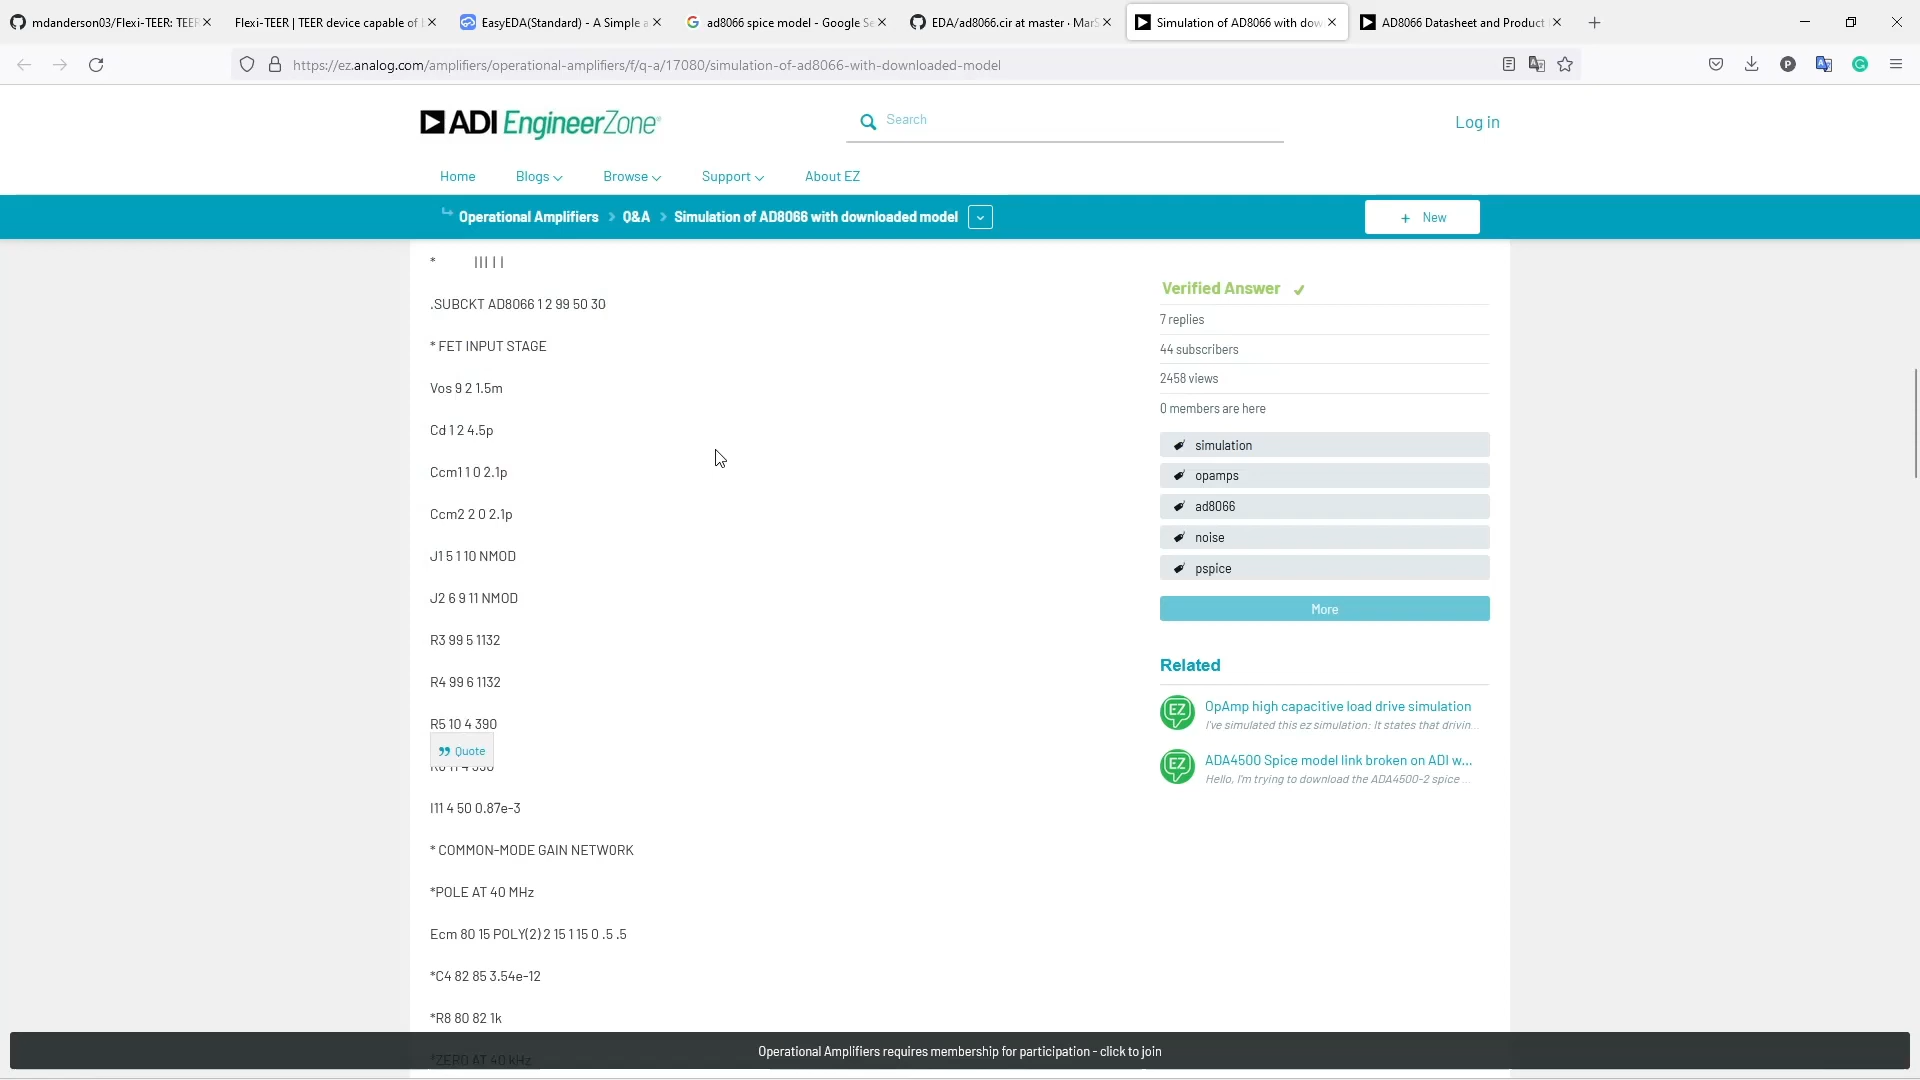 mdanderson03/Flexi-TEER: TEER
Flexi-TEER | TEER device capable of
EasyEDA(Standard) - A Simple a
ad8066 spice model - Google Se
EDA/ad8066.cir at master · MarS
Simulation of AD8066 with dow
AD8066 Datasheet and Product
https://ez.analog.com/amplifiers/operational-amplifiers/f/q-a/17080/simulation-of-ad8066-with-downloaded-model
ADI EngineerZone
Search
Log in
Home
Blogs
Browse
Support
About EZ
Operational Amplifiers
Q&A
Simulation of AD8066 with downloaded model
+ New
* ||| | |
.SUBCKT AD8066 1 2 99 50 30
* FET INPUT STAGE
Vos 9 2 1.5m
Cd 1 2 4.5p
Ccm1 1 0 2.1p
Ccm2 2 0 2.1p
J1 5 1 10 NMOD
J2 6 9 11 NMOD
R3 99 5 1132
R4 99 6 1132
R5 10 4 390
Quote
I11 4 50 0.87e-3
* COMMON-MODE GAIN NETWORK
*POLE AT 40 MHz
Ecm 80 15 POLY(2) 2 15 1 15 0 .5 .5
*C4 82 85 3.54e-12
*R8 80 82 1k
*ZERO AT 40 kHz
Verified Answer
7 replies
44 subscribers
2458 views
0 members are here
simulation
opamps
ad8066
noise
pspice
More
Related
EZ
OpAmp high capacitive load drive simulation
I've simulated this ez simulation: It states that drivin...
EZ
ADA4500 Spice model link broken on ADI w...
Hello, I'm trying to download the ADA4500-2 spice ...
Operational Amplifiers requires membership for participation - click to join